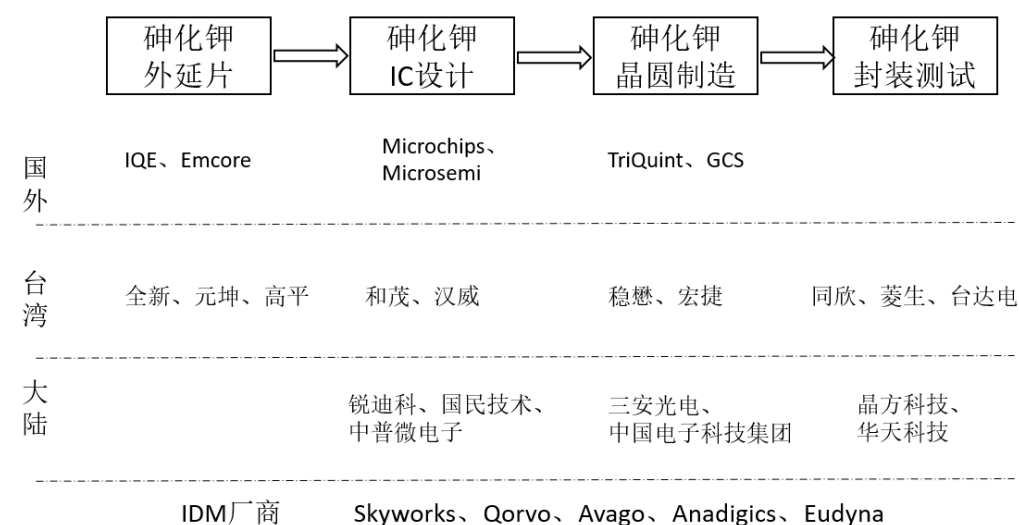 砷化钾
外延片
砷化钾
IC设计
砷化钾
晶圆制造
砷化钾
封装测试
国外
IQE、Emcore
Microchips、
Microsemi
TriQuint、GCS
台湾
全新、元坤、高平
和茂、汉威
稳懋、宏捷
同欣、菱生、台达电
大陆
锐迪科、国民技术、
中普微电子
三安光电、
中国电子科技集团
晶方科技、
华天科技
IDM厂商
Skyworks、Qorvo、Avago、Anadigics、Eudyna